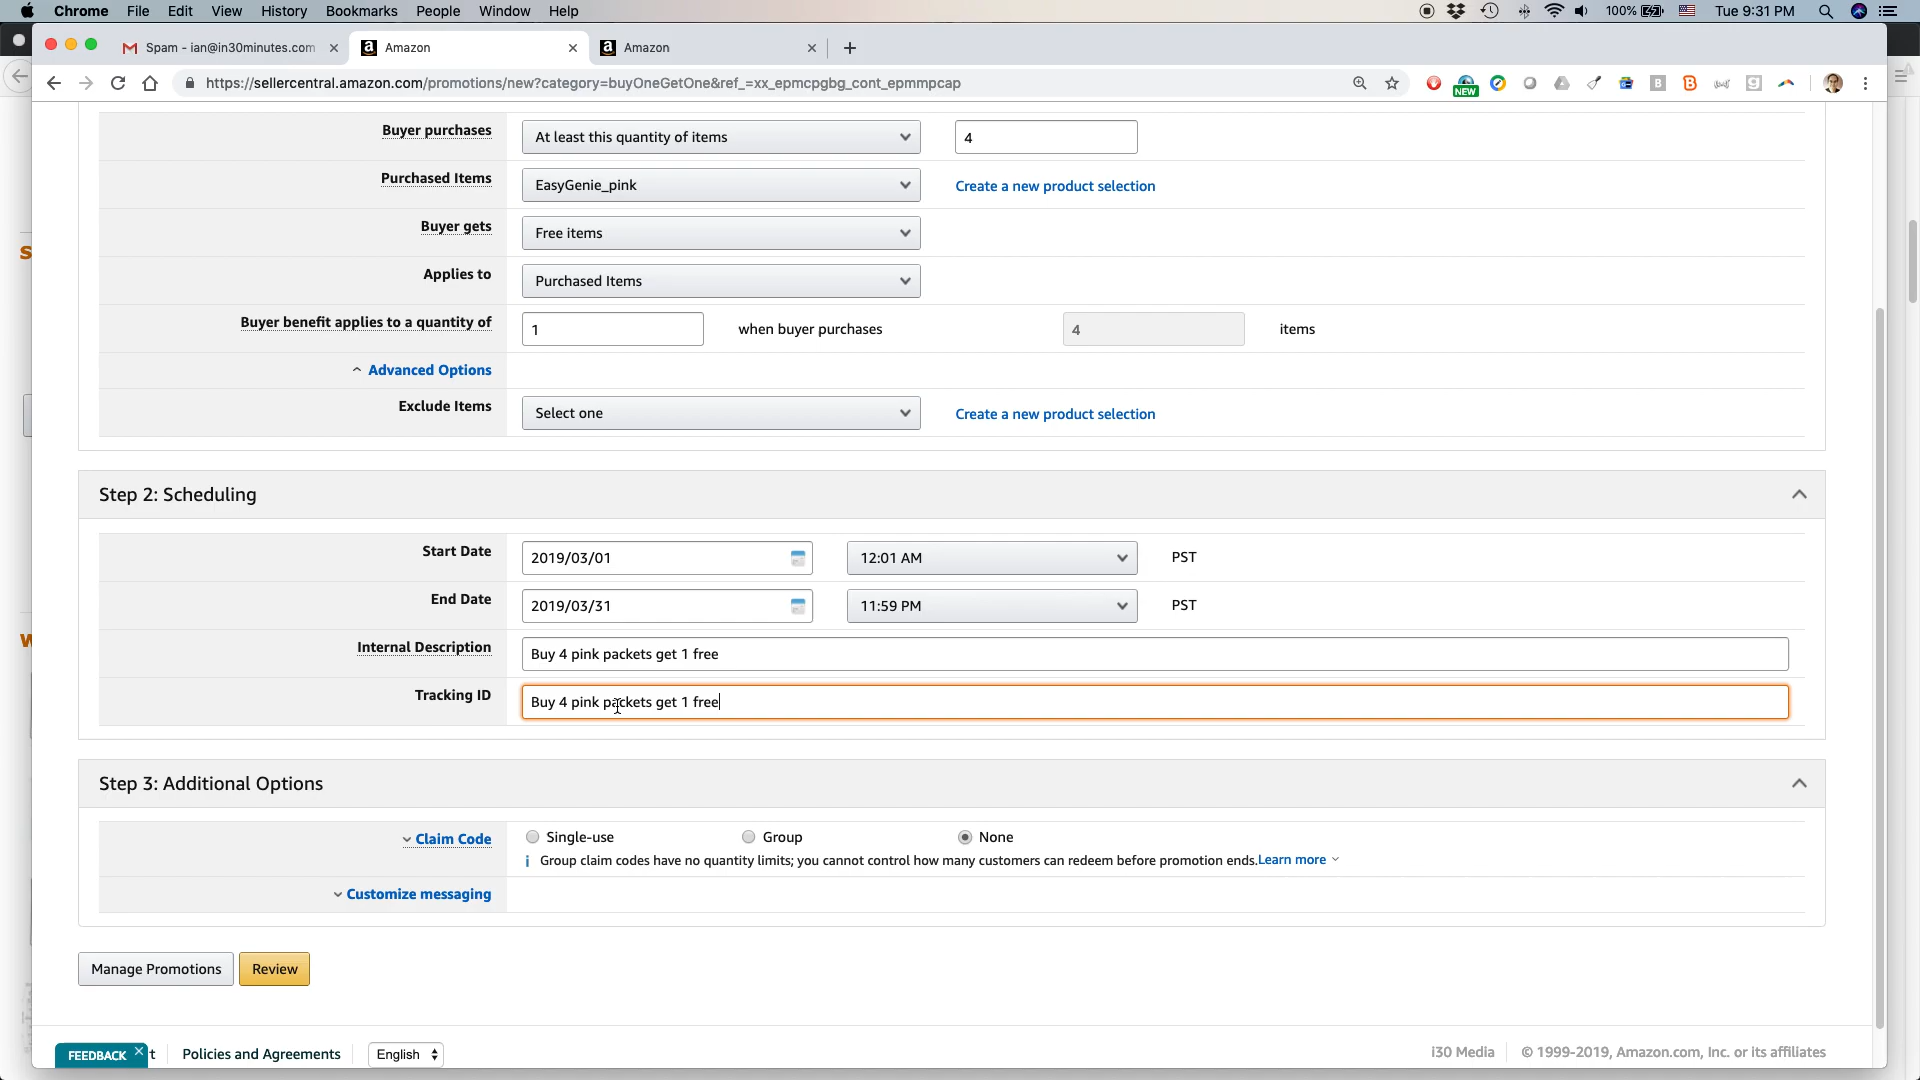 Chrome File Edit View History Bookmarks People Window Help 100% Tue 9:31 PM
Spam - ian@in30minutes.com Amazon Amazon
https://sellercentral.amazon.com/promotions/new?category=buyOneGetOne&ref_=xx_epmcpgbg_cont_epmmpcap
NEW
Buyer purchases At least this quantity of items 4
Purchased Items EasyGenie_pink Create a new product selection
Buyer gets Free items
Applies to Purchased Items
Buyer benefit applies to a quantity of 1 when buyer purchases 4 items
Advanced Options
Exclude Items Select one Create a new product selection
Step 2: Scheduling
Start Date 2019/03/01 12:01 AM PST
End Date 2019/03/31 11:59 PM PST
Internal Description Buy 4 pink packets get 1 free
Tracking ID Buy 4 pink packets get 1 free
Step 3: Additional Options
Claim Code Single-use Group None
i Group claim codes have no quantity limits; you cannot control how many customers can redeem before promotion ends.Learn more
Customize messaging
Manage Promotions Review
FEEDBACK t Policies and Agreements English i30 Media © 1999-2019, Amazon.com, Inc. or its affiliates